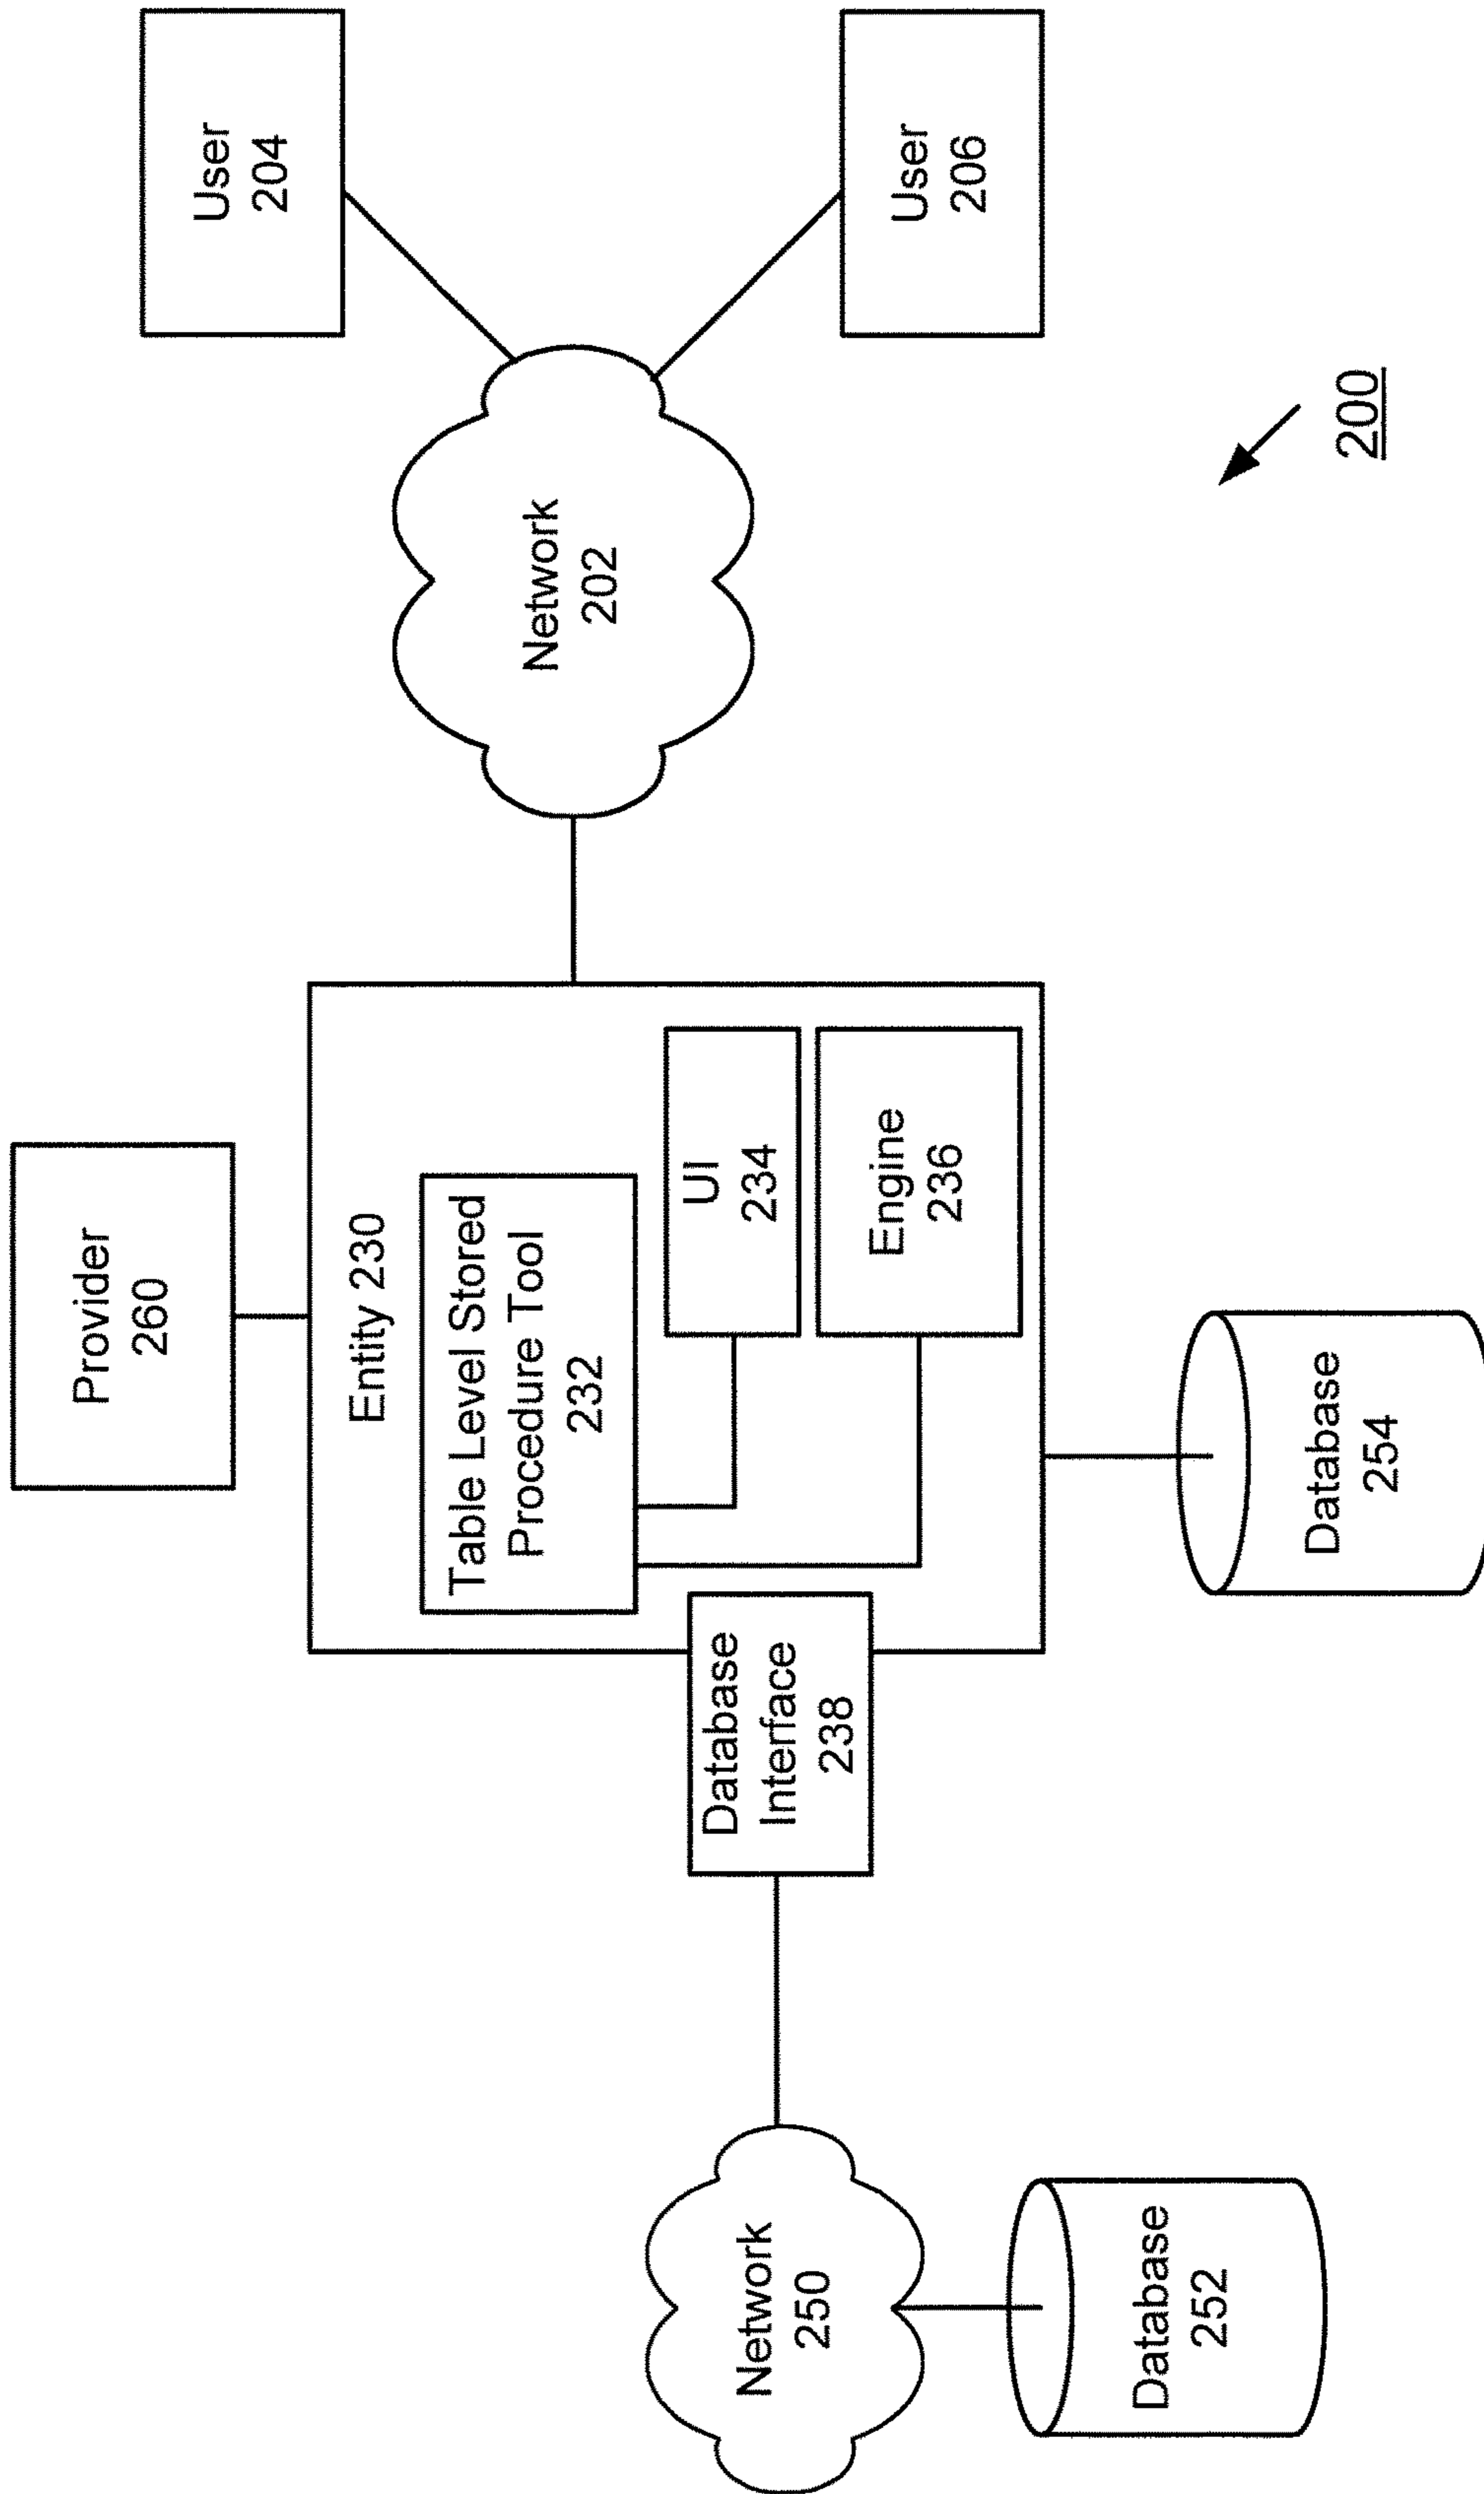 User
204
User
206
200
Network
202
Provider
260
Entity 230
Table Level Stored
Procedure Tool
232
UI
234
Engine
236
Database
Interface
238
Database
254
Network
250
Database
252